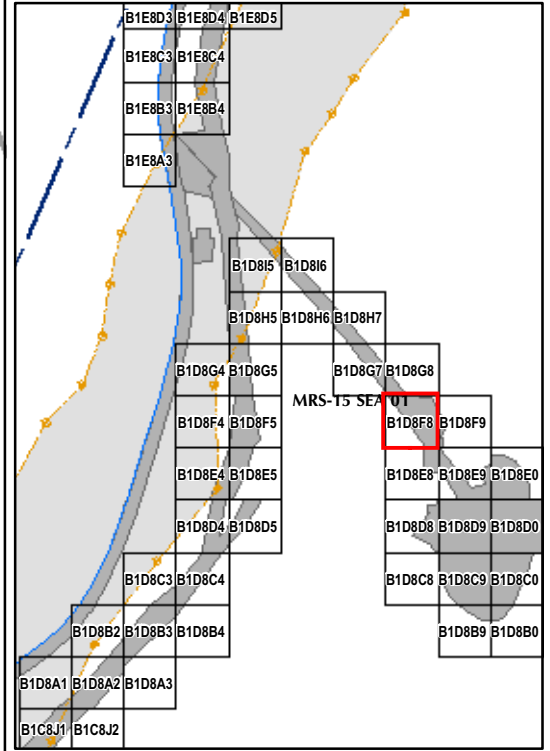 B1E8D3 B1E8D4 B1E8D5
B1E8C3 B1E8C4
B1E8B3 B1E8B4
B1E8A3
B1D8I5 B1D8I6
B1D8H5 B1D8H6 B1D8H7
B1D8G4 B1D8G5 B1D8G7 B1D8G8
MRS-15 SEA 01
B1D8F4 B1D8F5 B1D8F8 B1D8F9
B1D8E4 B1D8E5 B1D8E8 B1D8E9 B1D8E0
B1D8D4 B1D8D5 B1D8D8 B1D8D9 B1D8D0
B1D8C3 B1D8C4 B1D8C8 B1D8C9 B1D8C0
B1D8B2 B1D8B3 B1D8B4 B1D8B9 B1D8B0
B1D8A1 B1D8A2 B1D8A3
B1C8J1 B1C8J2